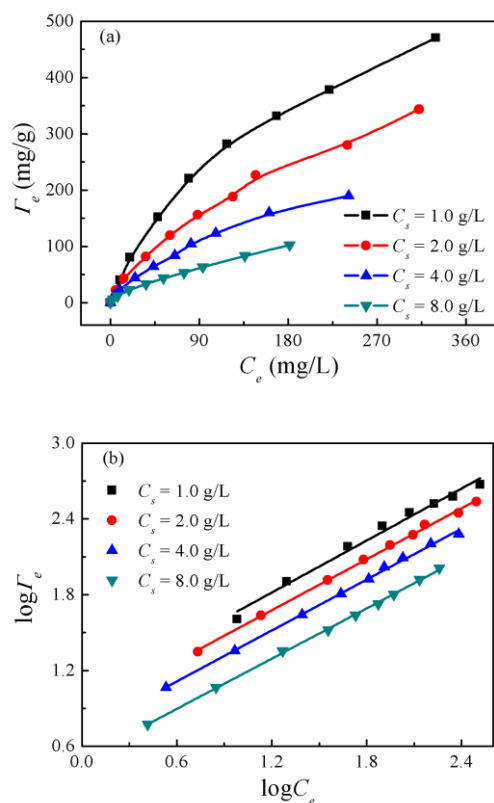 (a)
500
400
300
200
100
0
Γe (mg/g)
Cs = 1.0 g/L
Cs = 2.0 g/L
Cs = 4.0 g/L
Cs = 8.0 g/L
0 90 180 270 360
Ce (mg/L)
(b)
3.0
2.4
1.8
1.2
0.6
logΓe
Cs = 1.0 g/L
Cs = 2.0 g/L
Cs = 4.0 g/L
Cs = 8.0 g/L
0.0 0.6 1.2 1.8 2.4
logCe